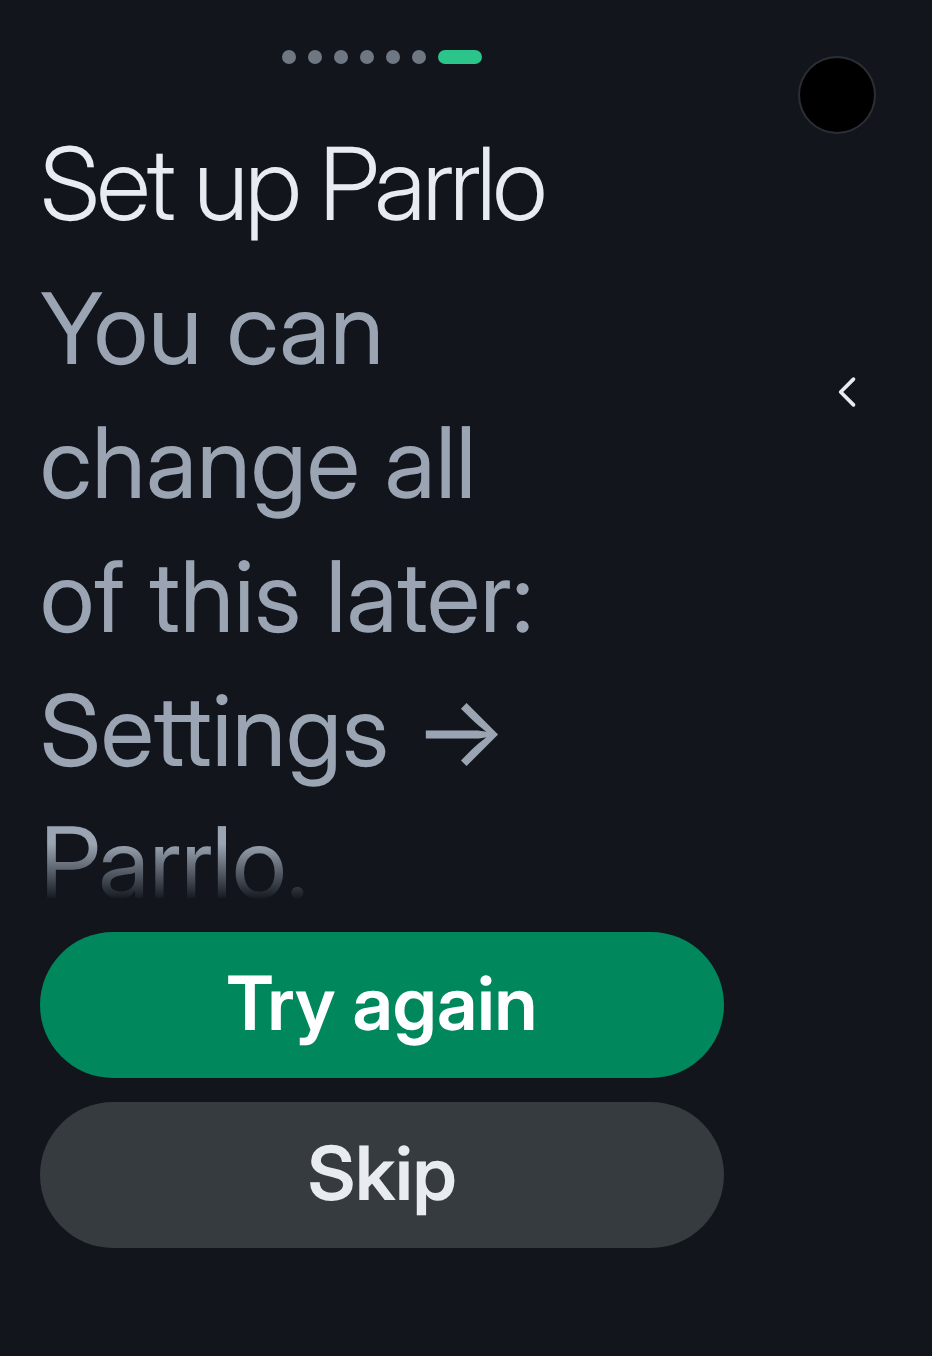 Set up Parrlo
You can
change all
of this later:
Settings →
Parrlo.
Try again
Skip